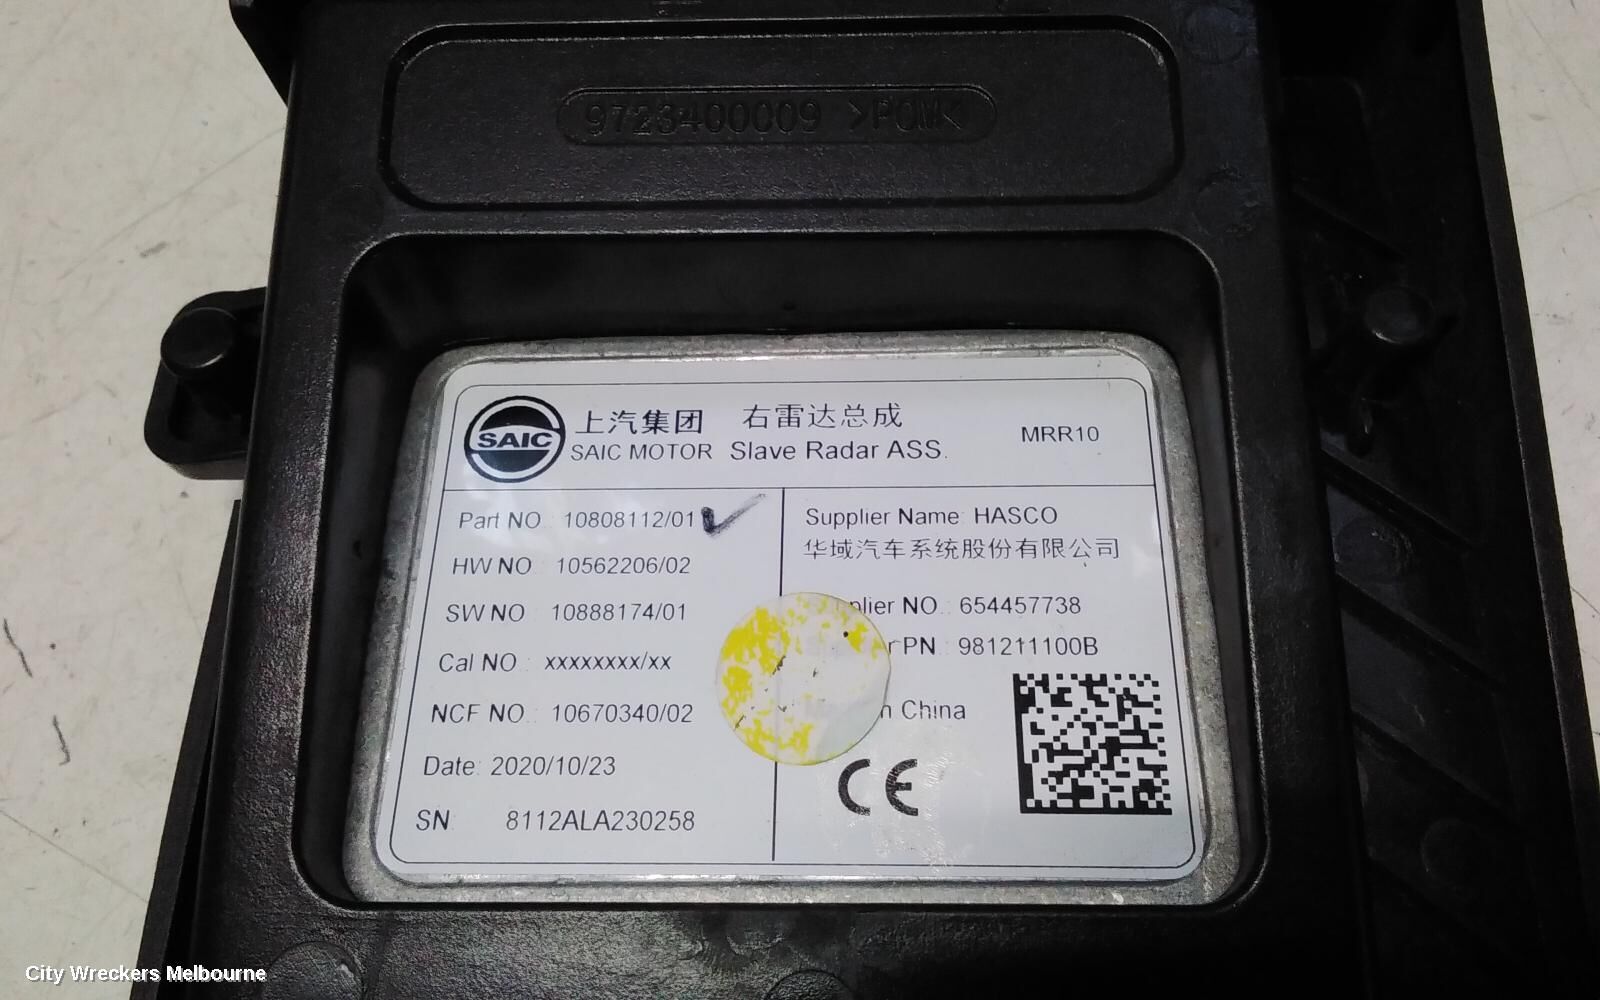 9723400009 >POM<
SAIC
上汽集团 右雷达总成
SAIC MOTOR Slave Radar ASS.
MRR10
Part NO.: 10808112/01
HW NO.: 10562206/02
SW NO.: 10888174/01
Cal NO.: xxxxxxxx/xx
NCF NO.: 10670340/02
Date: 2020/10/23
SN: 8112ALA230258
Supplier Name: HASCO
华域汽车系统股份有限公司
NO.: 654457738
PN.: 981211100B
China
CE
City Wreckers Melbourne